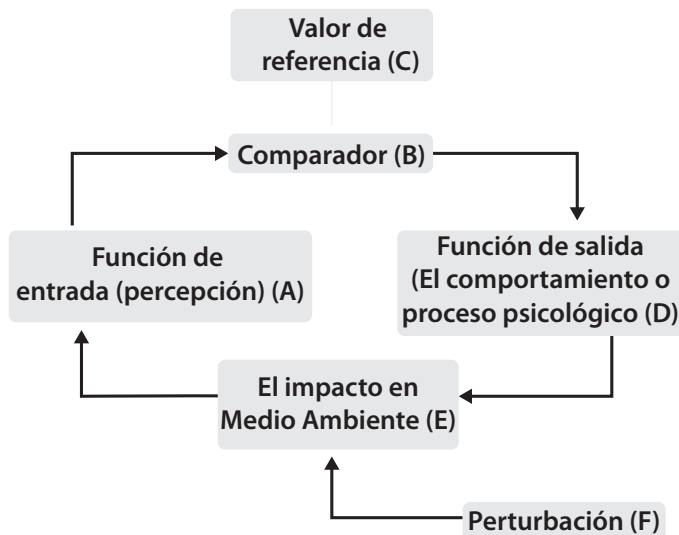 Valor de
referencia (C)
Comparador (B)
Función de
entrada (percepción) (A)
Función de salida
(El comportamiento o
proceso psicológico (D)
El impacto en
Medio Ambiente (E)
Perturbación (F)